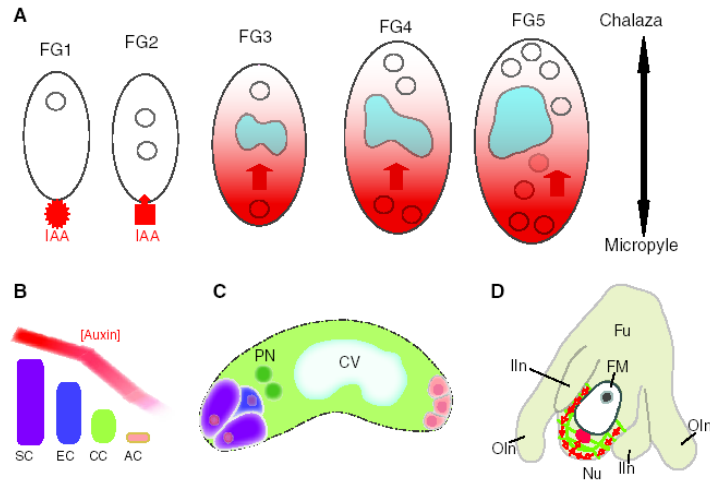 A
FG1
FG2
FG3
FG4
FG5
Chalaza
IAA
IAA
Micropyle
B
[Auxin]
SC
EC
CC
AC
C
PN
CV
D
Fu
IIn
FM
OIn
Nu
IIn
OIn